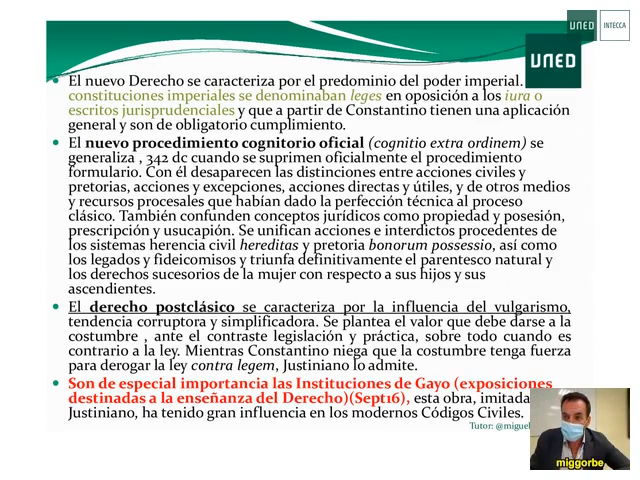 UNED
INTECCA
UNED
El nuevo Derecho se caracteriza por el predominio del poder imperial.
constituciones imperiales se denominaban leges en oposición a los iura o
escritos jurisprudenciales y que a partir de Constantino tienen una aplicación
general y son de obligatorio cumplimiento.
El nuevo procedimiento cognitorio oficial (cognitio extra ordinem) se
generaliza , 342 dc cuando se suprimen oficialmente el procedimiento
formulario. Con él desaparecen las distinciones entre acciones civiles y
pretorias, acciones y excepciones, acciones directas y útiles, y de otros medios
y recursos procesales que habían dado la perfección técnica al proceso
clásico. También confunden conceptos jurídicos como propiedad y posesión,
prescripción y usucapión. Se unifican acciones e interdictos procedentes de
los sistemas herencia civil hereditas y pretoria bonorum possessio, así como
los legados y fideicomisos y triunfa definitivamente el parentesco natural y
los derechos sucesorios de la mujer con respecto a sus hijos y sus
ascendientes.
El derecho postclásico se caracteriza por la influencia del vulgarismo,
tendencia corruptora y simplificadora. Se plantea el valor que debe darse a la
costumbre , ante el contraste legislación y práctica, sobre todo cuando es
contrario a la ley. Mientras Constantino niega que la costumbre tenga fuerza
para derogar la ley contra legem, Justiniano lo admite.
Son de especial importancia las Instituciones de Gayo (exposiciones
destinadas a la enseñanza del Derecho)(Sept16), esta obra, imitada
Justiniano, ha tenido gran influencia en los modernos Códigos Civiles.
Tutor: @miguel
miggorbe